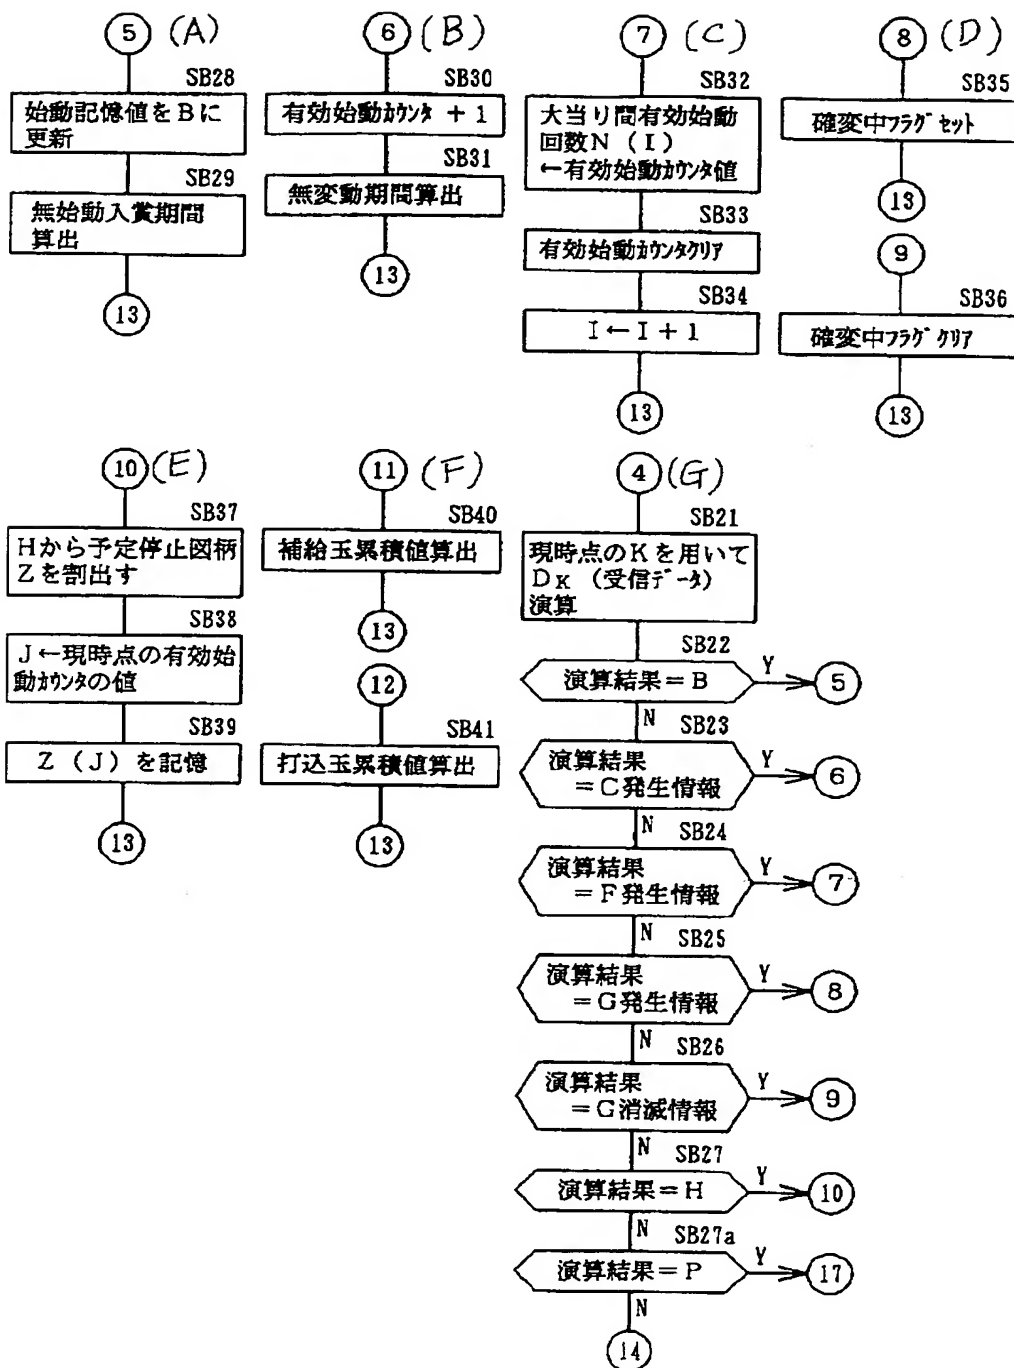 5 (A)
SB28
始動記憶値をBに
更新
SB29
無始動入賞期間
算出
13
6 (B)
SB30
有効始動カウンタ + 1
SB31
無変動期間算出
13
7 (C)
SB32
大当り間有効始動
回数N (I)
←有効始動カウンタ値
SB33
有効始動カウンタクリア
SB34
I←I+1
13
8 (D)
SB35
確変中フラグセット
13
9
SB36
確変中フラグクリア
13
10 (E)
SB37
Hから予定停止図柄
Zを割出す
SB38
J←現時点の有効始
動カウンタの値
SB39
Z (J) を記憶
13
11 (F)
SB40
補給玉累積値算出
13
12
SB41
打込玉累積値算出
13
4 (G)
SB21
現時点のKを用いて
DK (受信データ)
演算
SB22
演算結果=B
Y
5
N
SB23
演算結果
=C発生情報
Y
6
N
SB24
演算結果
=F発生情報
Y
7
N
SB25
演算結果
=G発生情報
Y
8
N
SB26
演算結果
=G消滅情報
Y
9
N
SB27
演算結果=H
Y
10
N
SB27a
演算結果=P
Y
17
N
14